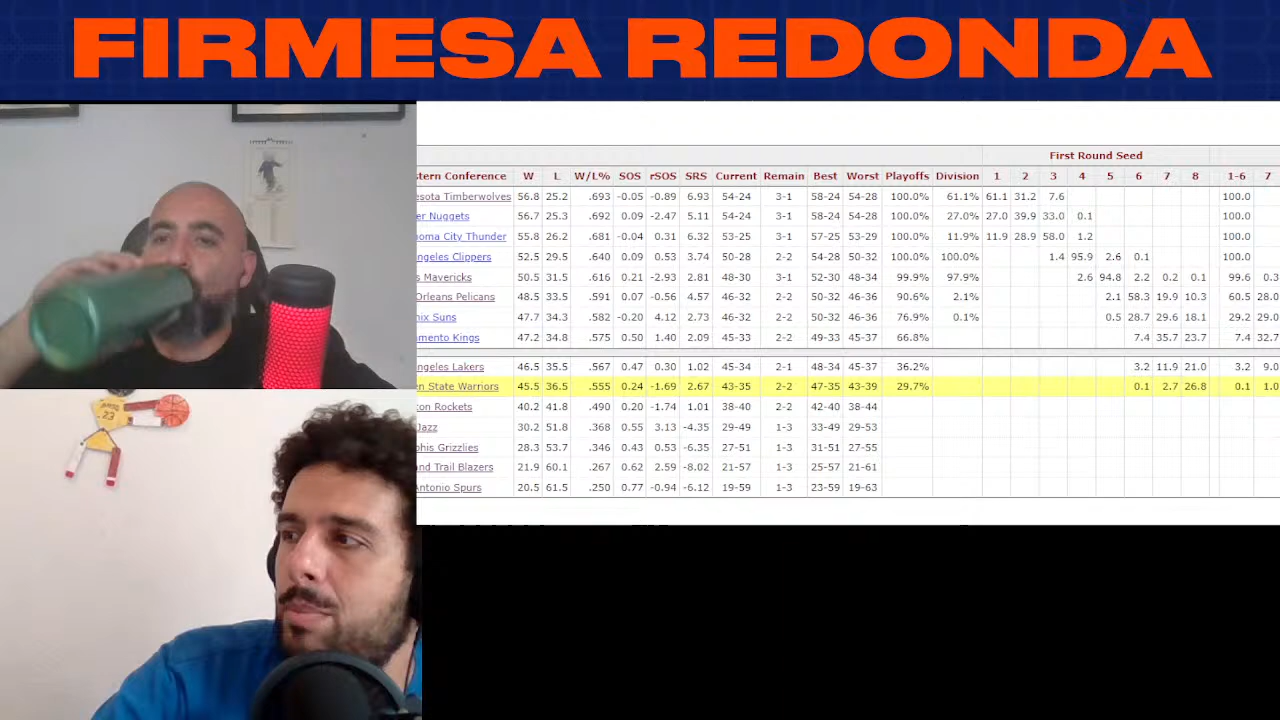 FIRMESA REDONDA
First Round Seed
stern Conference W L W/L% SOS rSOS SRS Current Remain Best Worst Playoffs Division 1 2 3 4 5 6 7 8 1-6 7
esota Timberwolves 56.8 25.2 .693 -0.05 -0.89 6.93 54-24 3-1 58-24 54-28 100.0% 61.1% 61.1 31.2 7.6 100.0
er Nuggets 56.7 25.3 .692 0.09 -2.47 5.11 54-24 3-1 58-24 54-28 100.0% 27.0% 27.0 39.9 33.0 0.1 100.0
oma City Thunder 55.8 26.2 .681 -0.04 0.31 6.32 53-25 3-1 57-25 53-29 100.0% 11.9% 11.9 28.9 58.0 1.2 100.0
ngeles Clippers 52.5 29.5 .640 0.09 0.53 3.74 50-28 2-2 54-28 50-32 100.0% 100.0% 1.4 95.9 2.6 0.1 100.0
s Mavericks 50.5 31.5 .616 0.21 -2.93 2.81 48-30 3-1 52-30 48-34 99.9% 97.9% 2.6 94.8 2.2 0.2 0.1 99.6 0.3
Orleans Pelicans 48.5 33.5 .591 0.07 -0.56 4.57 46-32 2-2 50-32 46-36 90.6% 2.1% 2.1 58.3 19.9 10.3 60.5 28.0
nix Suns 47.7 34.3 .582 -0.20 4.12 2.73 46-32 2-2 50-32 46-36 76.9% 0.1% 0.5 28.7 29.6 18.1 29.2 29.0
amento Kings 47.2 34.8 .575 0.50 1.40 2.09 45-33 2-2 49-33 45-37 66.8% 7.4 35.7 23.7 7.4 32.7
ngeles Lakers 46.5 35.5 .567 0.47 0.30 1.02 45-34 2-1 48-34 45-37 36.2% 3.2 11.9 21.0 3.2 9.0
n State Warriors 45.5 36.5 .555 0.24 -1.69 2.67 43-35 2-2 47-35 43-39 29.7% 0.1 2.7 26.8 0.1 1.0
ton Rockets 40.2 41.8 .490 0.20 -1.74 1.01 38-40 2-2 42-40 38-44
Jazz 30.2 51.8 .368 0.55 3.13 -4.35 29-49 1-3 33-49 29-53
phis Grizzlies 28.3 53.7 .346 0.43 0.53 -6.35 27-51 1-3 31-51 27-55
and Trail Blazers 21.9 60.1 .267 0.62 2.59 -8.02 21-57 1-3 25-57 21-61
Antonio Spurs 20.5 61.5 .250 0.77 -0.94 -6.12 19-59 1-3 23-59 19-63
23